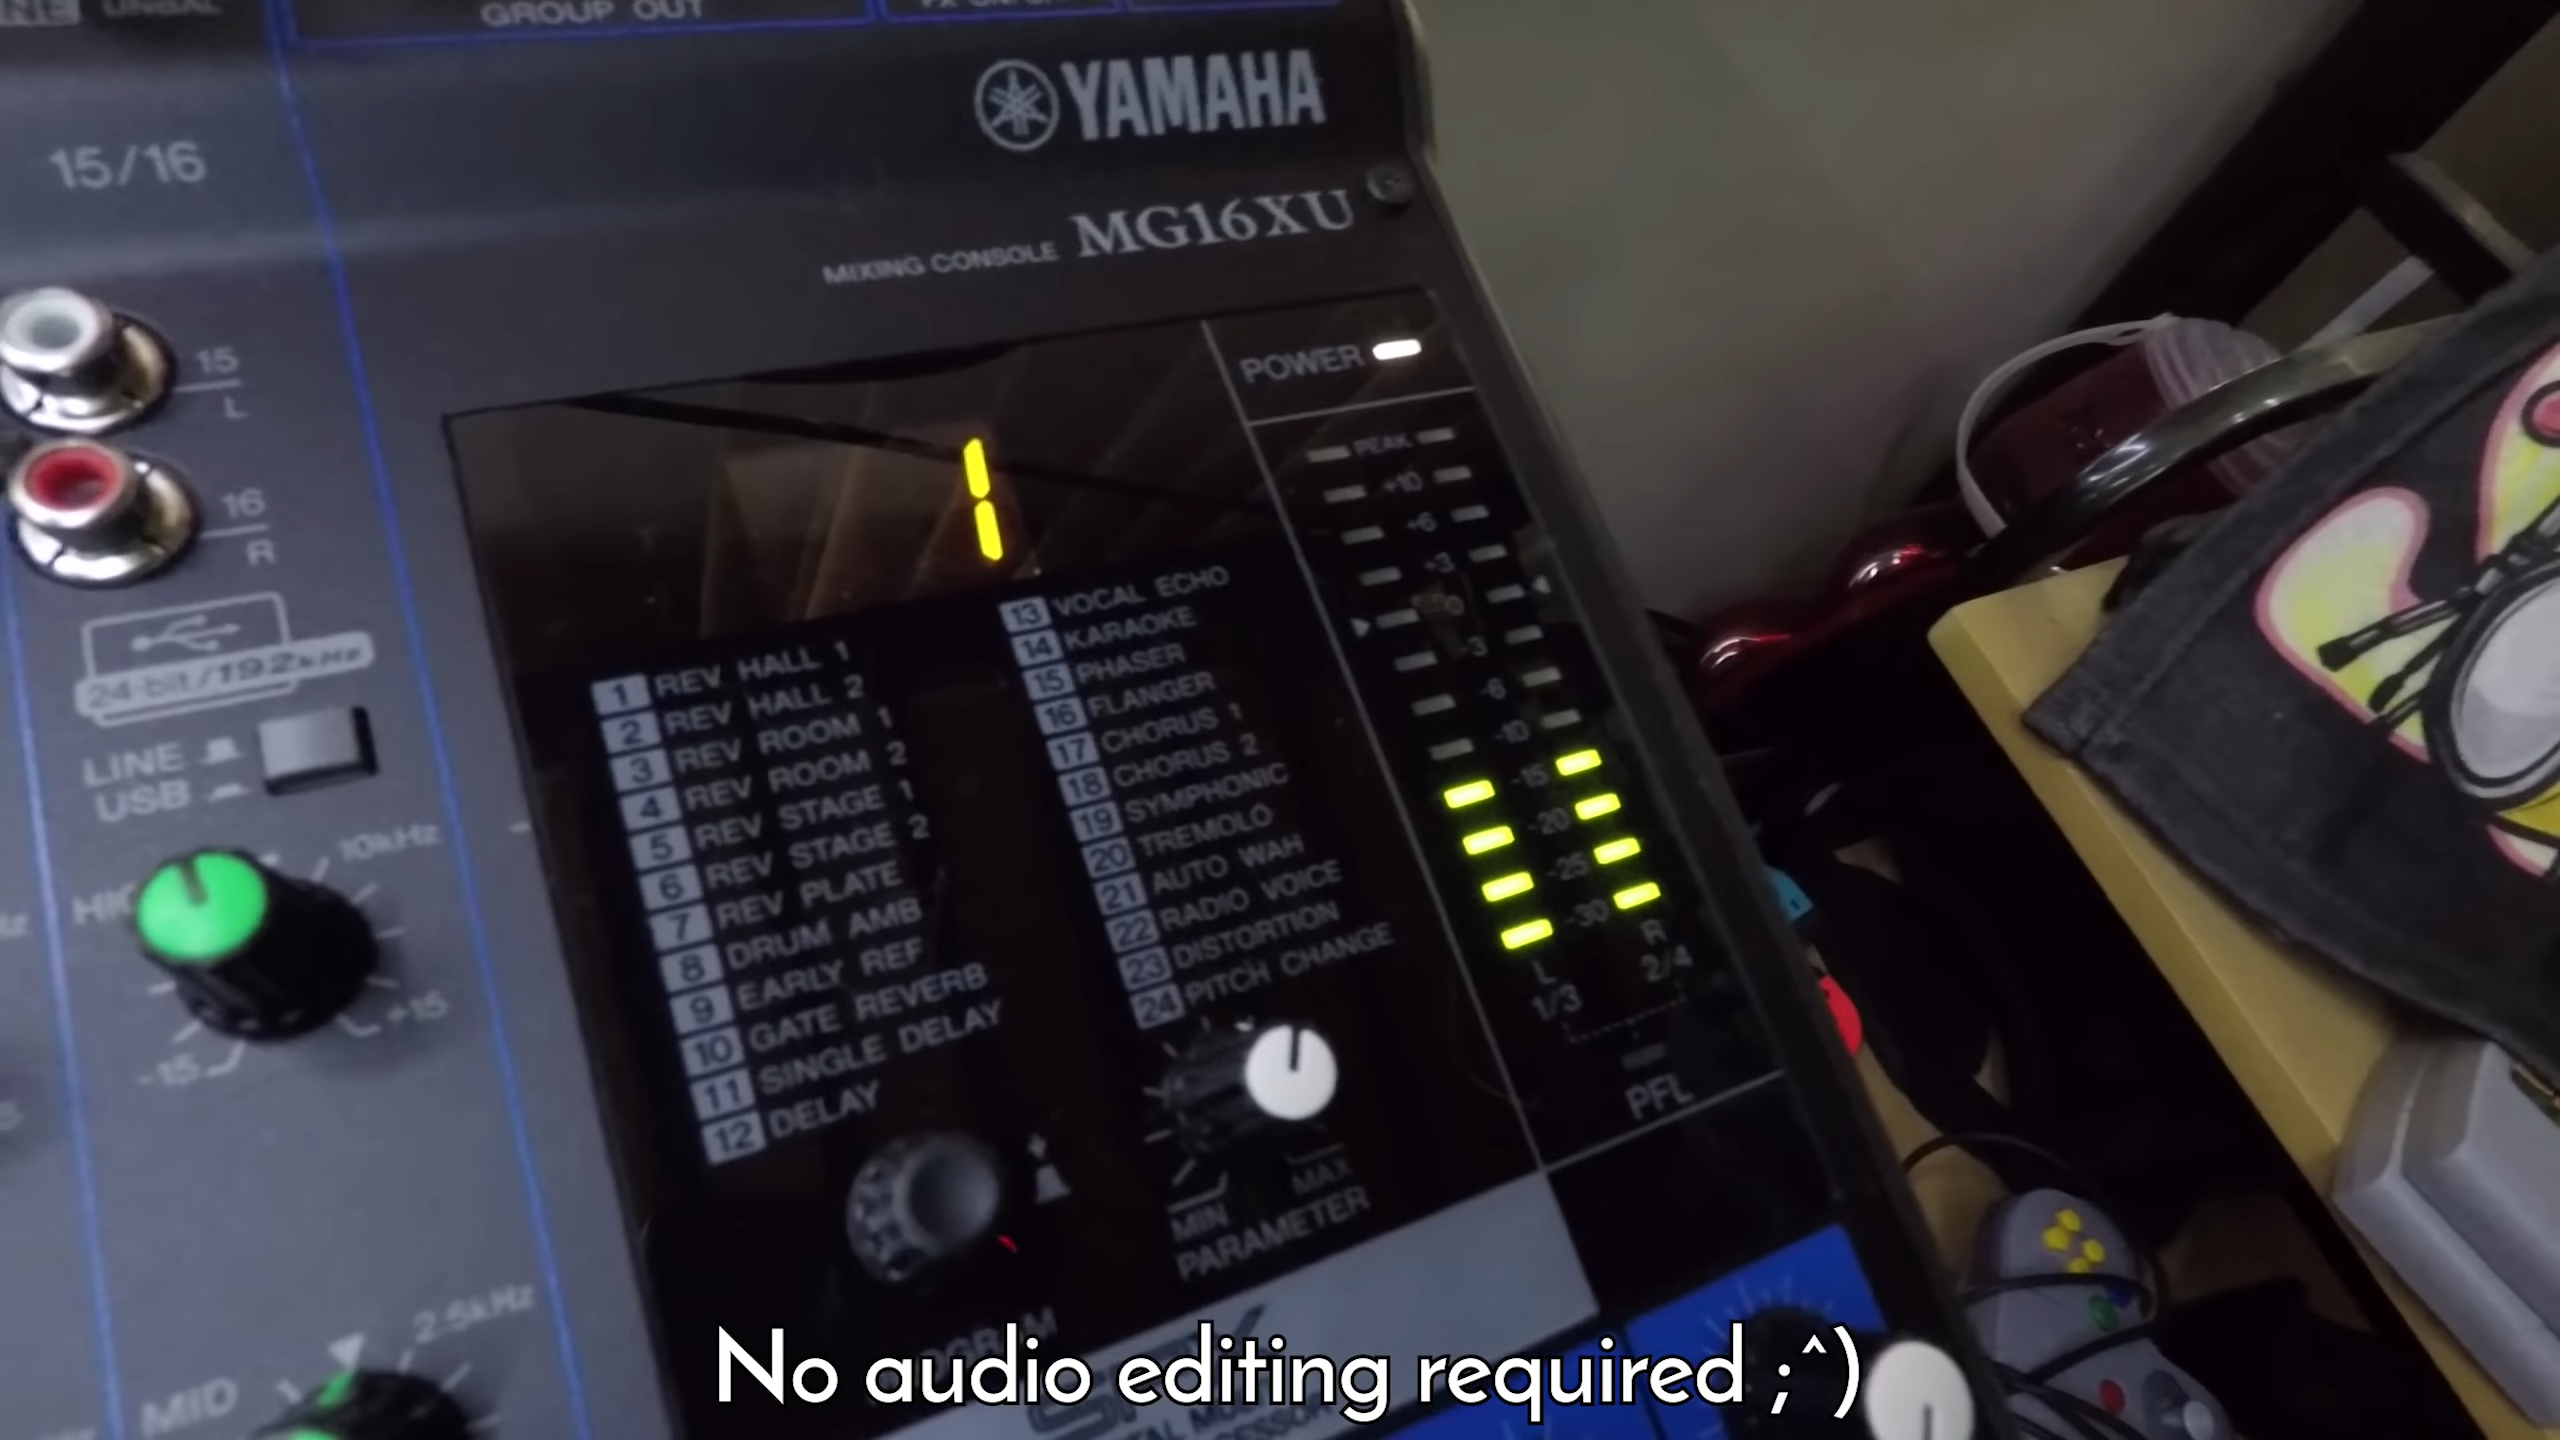 UNBAL
GROUP OUT
YAMAHA
15/16
MIXING CONSOLE MG16XU
POWER
15
L
16
R
24-bit/192kHz
LINE
USB
10kHz
-15
+15
2.5kHz
MID
1
1 REV HALL 1
2 REV HALL 2
3 REV ROOM 1
4 REV ROOM 2
5 REV STAGE 1
6 REV STAGE 2
7 REV PLATE
8 DRUM AMB
9 EARLY REF
10 GATE REVERB
11 SINGLE DELAY
12 DELAY
13 VOCAL ECHO
14 KARAOKE
15 PHASER
16 FLANGER
17 CHORUS 1
18 CHORUS 2
19 SYMPHONIC
20 TREMOLO
21 AUTO WAH
22 RADIO VOICE
23 DISTORTION
24 PITCH CHANGE
MIN MAX
PARAMETER
PEAK
+10
+6
+3
0
-3
-6
-10
-15
-20
-25
-30
L R
1/3 2/4
PFL
No audio editing required ;^)